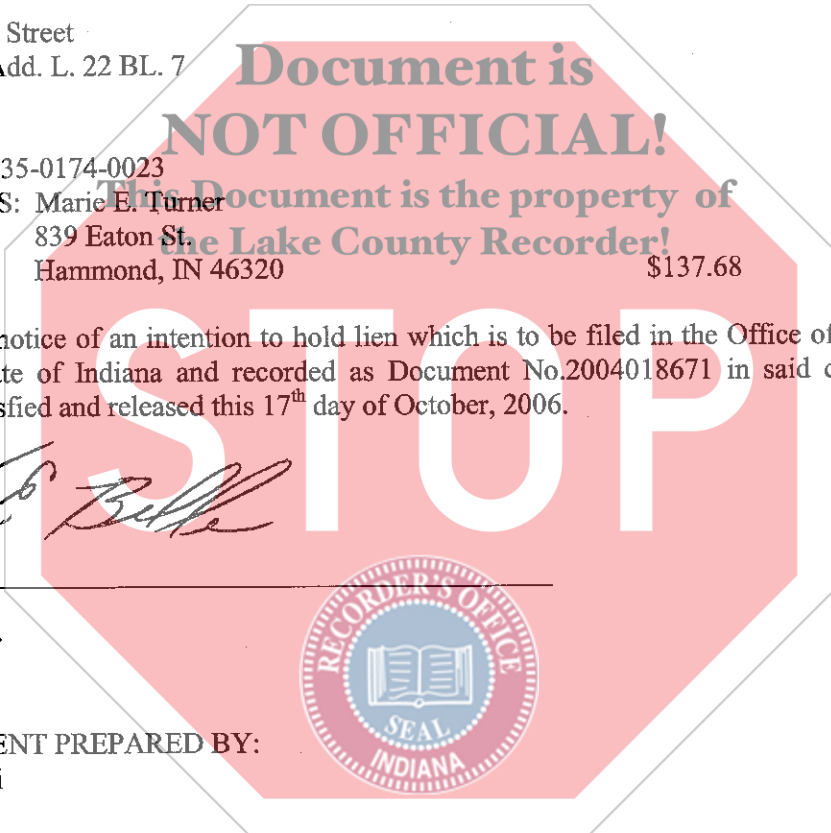 Street
Add. L. 22 BL. 7
Document is
NOT OFFICIAL!
35-0174-0023
This Document is the property of
S: Marie E. Turner
839 Eaton St.
the Lake County Recorder!
Hammond, IN 46320 $137.68
notice of an intention to hold lien which is to be filed in the Office of
te of Indiana and recorded as Document No.2004018671 in said
sfied and released this 17th day of October, 2006.
STOP
RECORDER'S OFFICE
SEAL
INDIANA
ENT PREPARED BY: